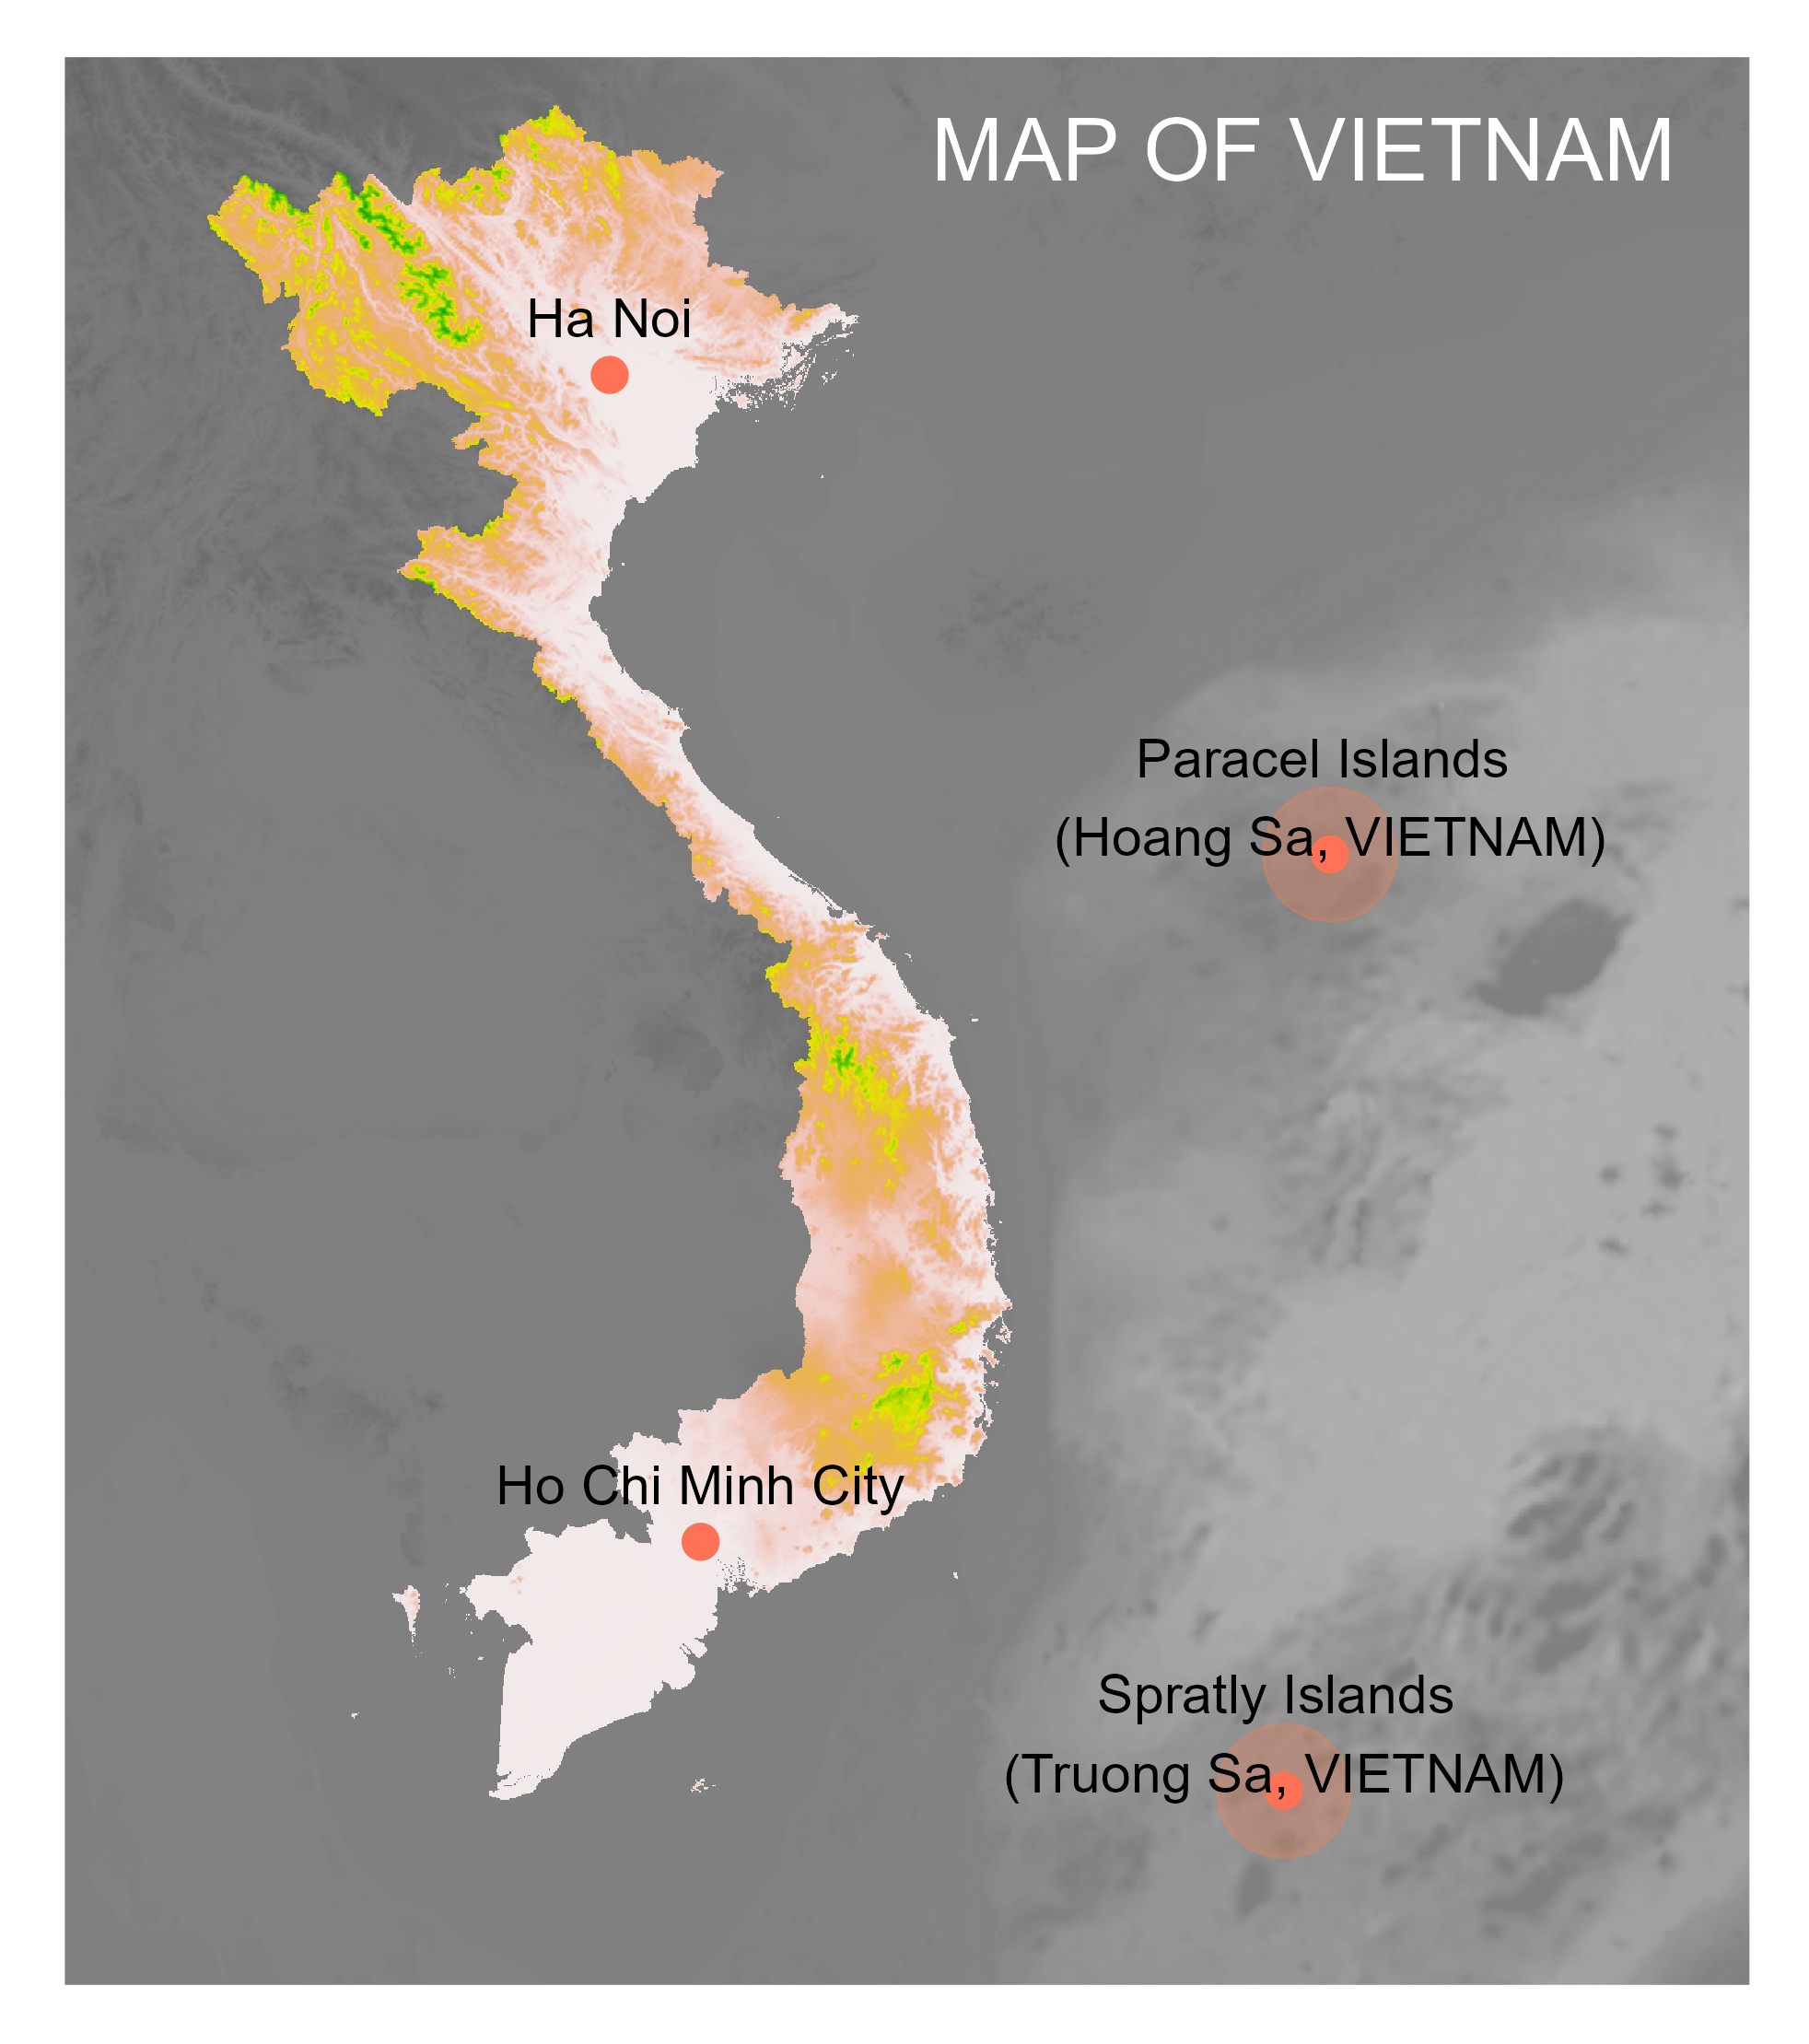 MAP OF VIETNAM
Ha Noi
Paracel Islands
(Hoang Sa, VIETNAM)
Ho Chi Minh City
Spratly Islands
(Truong Sa, VIETNAM)